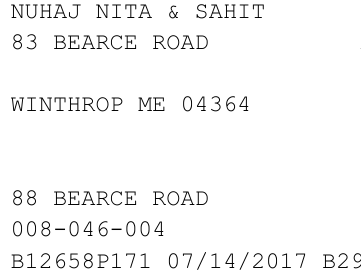 NUHAJ NITA & SAHIT
83 BEARCE ROAD
WINTHROP ME 04364
88 BEARCE ROAD
008-046-004
B12658P171 07/14/2017 B29